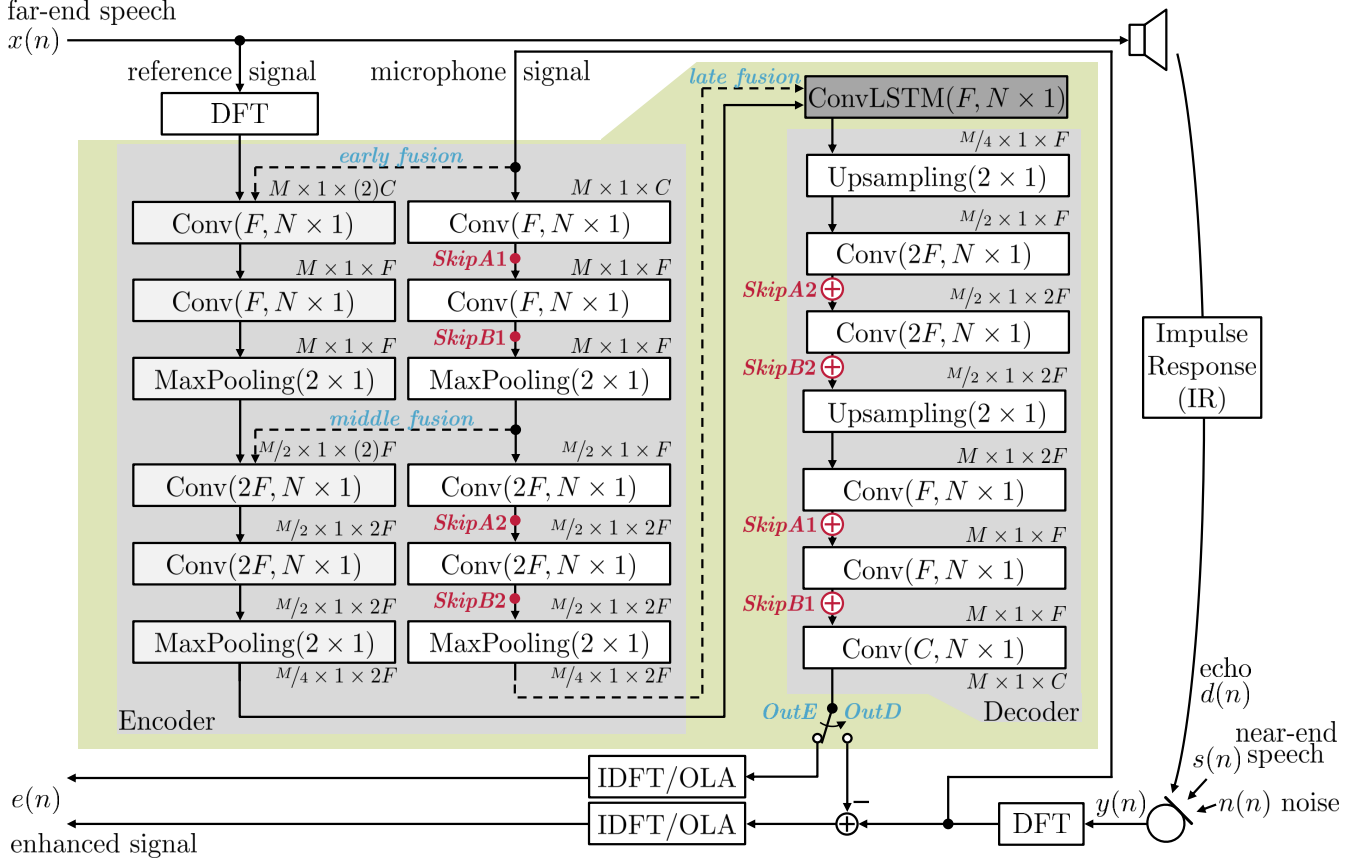 far-end speech
x(n)
reference signal
microphone signal
DFT
late fusion
ConvLSTM(F, N × 1)
early fusion
M × 1 × (2)C
M × 1 × C
Conv(F, N × 1)
Conv(F, N × 1)
SkipA1
M × 1 × F
M × 1 × F
Conv(F, N × 1)
Conv(F, N × 1)
SkipB1
M × 1 × F
M × 1 × F
MaxPooling(2 × 1)
MaxPooling(2 × 1)
middle fusion
M/2 × 1 × (2)F
M/2 × 1 × F
Conv(2F, N × 1)
Conv(2F, N × 1)
SkipA2
M/2 × 1 × 2F
M/2 × 1 × 2F
Conv(2F, N × 1)
Conv(2F, N × 1)
SkipB2
M/2 × 1 × 2F
M/2 × 1 × 2F
MaxPooling(2 × 1)
MaxPooling(2 × 1)
M/4 × 1 × 2F
M/4 × 1 × 2F
Encoder
M/4 × 1 × F
Upsampling(2 × 1)
M/2 × 1 × F
Conv(2F, N × 1)
SkipA2
M/2 × 1 × 2F
Conv(2F, N × 1)
SkipB2
M/2 × 1 × 2F
Upsampling(2 × 1)
M × 1 × 2F
Conv(F, N × 1)
SkipA1
M × 1 × F
Conv(F, N × 1)
SkipB1
M × 1 × F
Conv(C, N × 1)
M × 1 × C
OutE
OutD
Decoder
Impulse
Response
(IR)
echo
d(n)
near-end
speech
s(n)
n(n) noise
y(n)
DFT
−
IDFT/OLA
IDFT/OLA
e(n)
enhanced signal